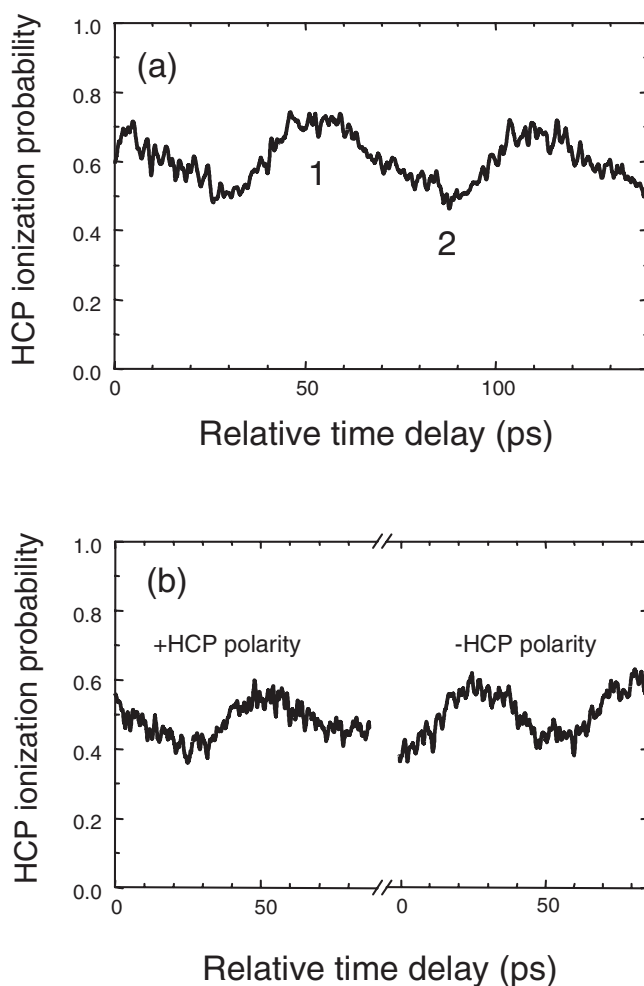 (a)
HCP ionization probability
1.0
0.8
0.6
0.4
0.2
0.0
1
2
0
50
100
Relative time delay (ps)
(b)
HCP ionization probability
1.0
0.8
0.6
0.4
0.2
0.0
+HCP polarity
-HCP polarity
0
50
0
50
Relative time delay (ps)